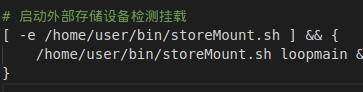 # 启动外部存储设备检测挂载
[ -e /home/user/bin/storeMount.sh ] && {
/home/user/bin/storeMount.sh loopmain &
}